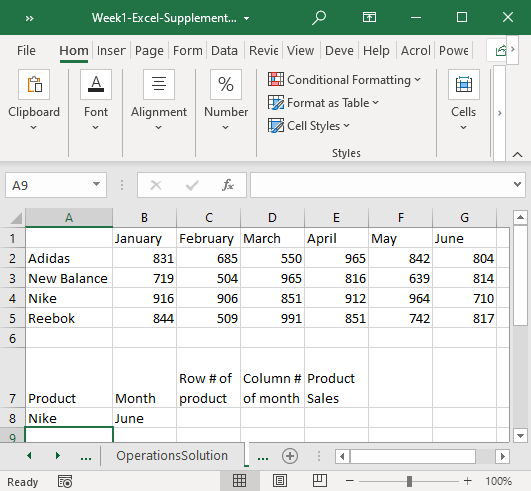 Week1-Excel-Supplement...
File Hom Inser Page Form Data Revie View Deve Help Acrol Powe
Clipboard Font Alignment Number Conditional Formatting Format as Table Cell Styles Cells
Styles
A9 fx
A B C D E F G
1 January February March April May June
2 Adidas 831 685 550 965 842 804
3 New Balance 719 504 965 816 639 814
4 Nike 916 906 851 912 964 710
5 Reebok 844 509 991 851 742 817
6
7 Product Month Row # of product Column # of month Product Sales
8 Nike June
9
... OperationsSolution ...
Ready 100%